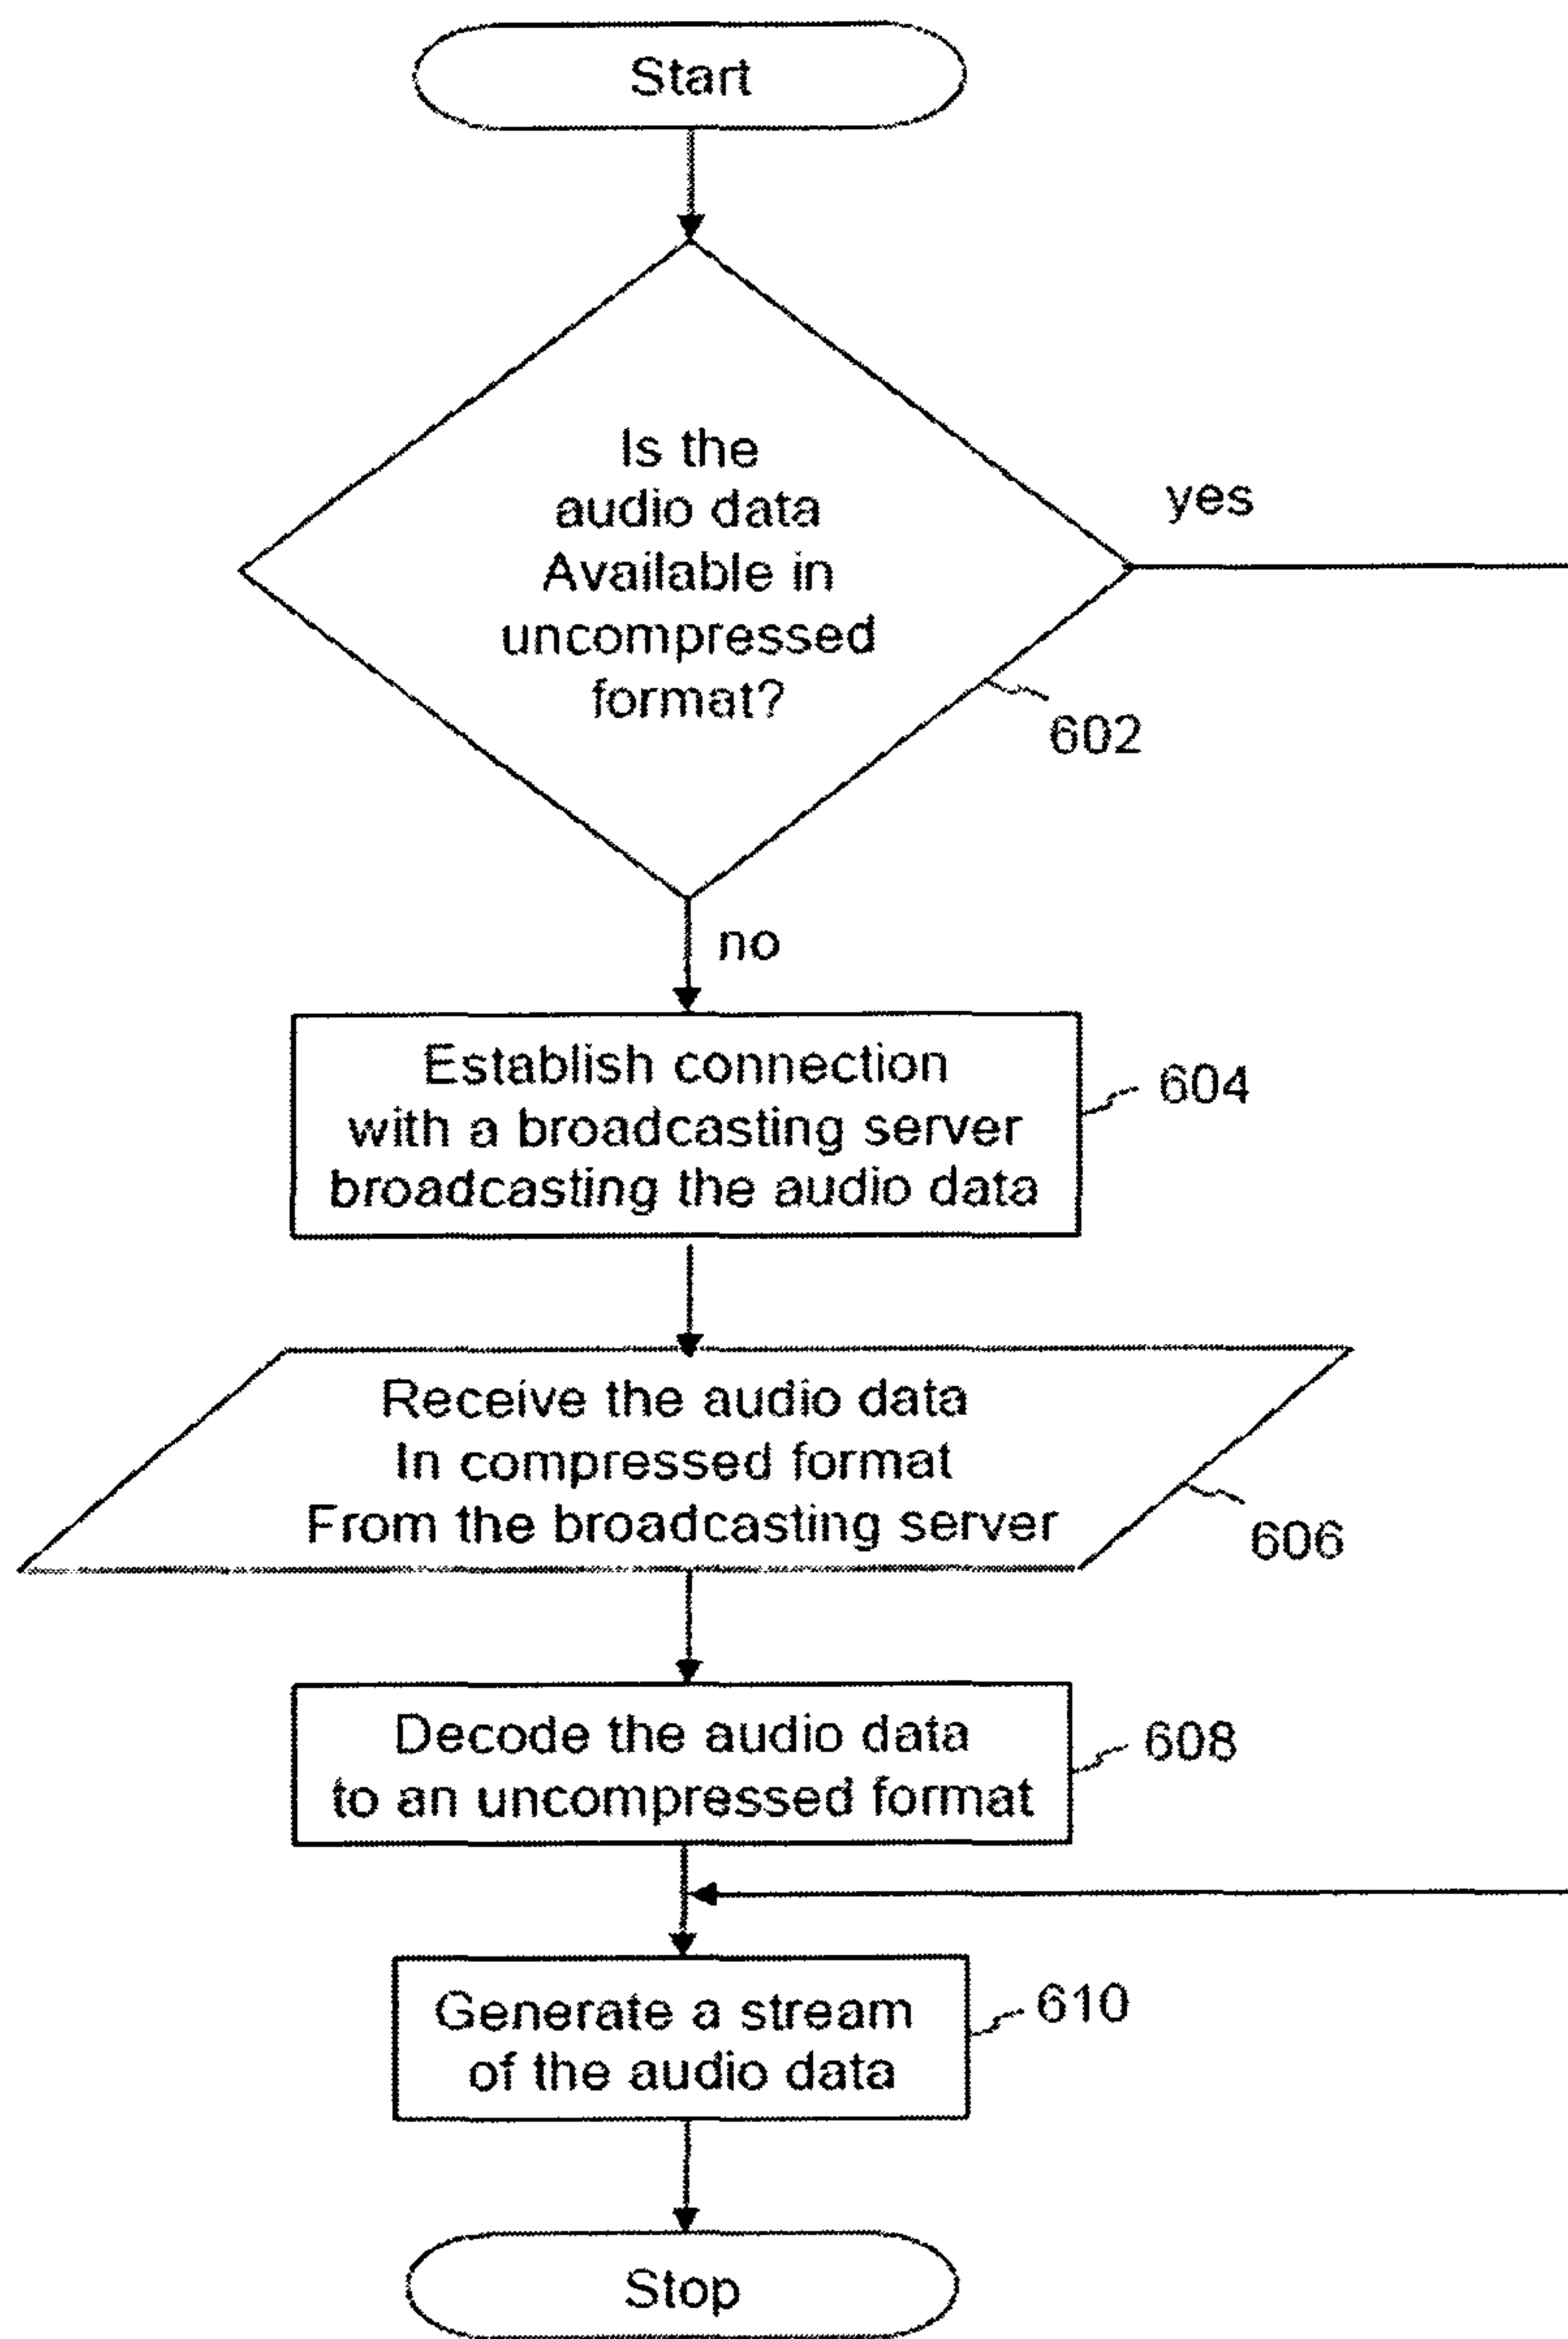 Start
Is the
audio data
Available in
uncompressed
format?
yes
602
no
Establish connection
with a broadcasting server
broadcasting the audio data
604
Receive the audio data
In compressed format
From the broadcasting server
606
Decode the audio data
to an uncompressed format
608
Generate a stream
of the audio data
610
Stop